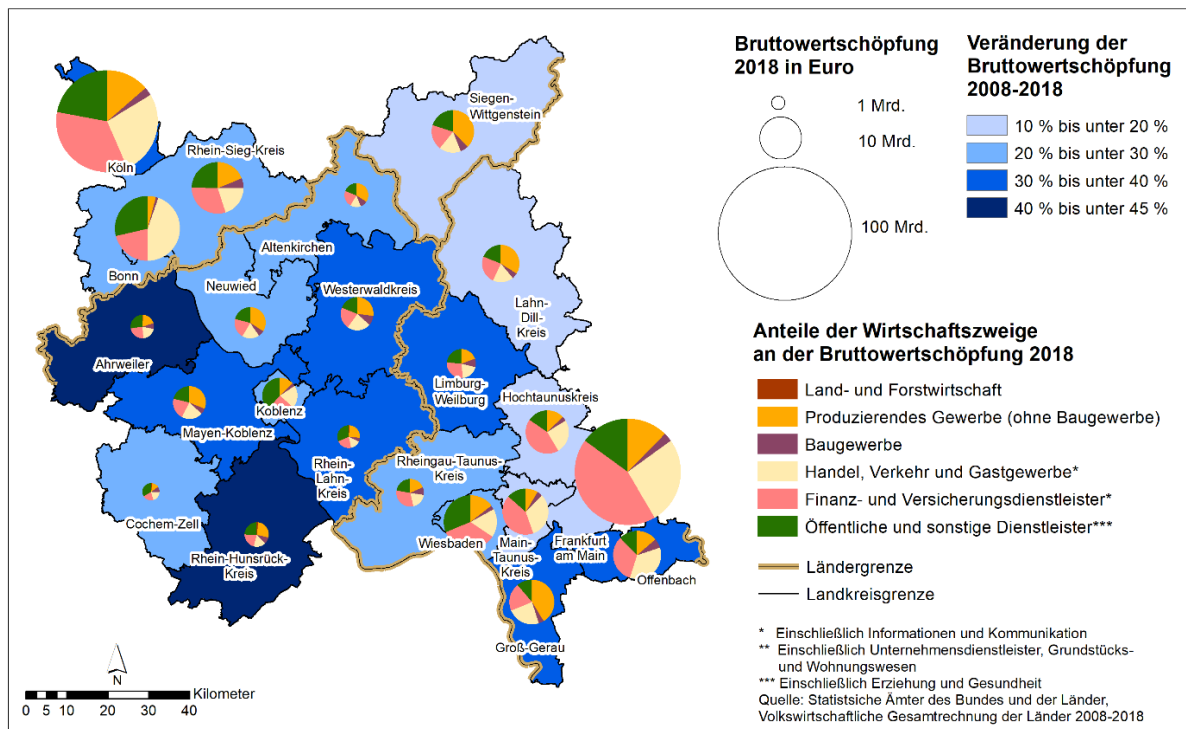 Bruttowertschöpfung
2018 in Euro
1 Mrd.
10 Mrd.
100 Mrd.
Veränderung der
Bruttowertschöpfung
2008-2018
10 % bis unter 20 %
20 % bis unter 30 %
30 % bis unter 40 %
40 % bis unter 45 %
Siegen-
Wittgenstein
Köln
Rhein-Sieg-Kreis
Bonn
Altenkirchen
Neuwied
Westerwaldkreis
Lahn-
Dill-
Kreis
Ahrweiler
Limburg-
Weilburg
Hochtaunuskreis
Koblenz
Mayen-Koblenz
Rhein-
Lahn-
Kreis
Rheingau-Taunus-
Kreis
Cochem-Zell
Rhein-Hunsrück-
Kreis
Wiesbaden
Main-
Taunus-
Kreis
Frankfurt
am Main
Offenbach
Groß-Gerau
Anteile der Wirtschaftszweige
an der Bruttowertschöpfung 2018
Land- und Forstwirtschaft
Produzierendes Gewerbe (ohne Baugewerbe)
Baugewerbe
Handel, Verkehr und Gastgewerbe*
Finanz- und Versicherungsdienstleister*
Öffentliche und sonstige Dienstleister***
Ländergrenze
Landkreisgrenze
* Einschließlich Informationen und Kommunikation
** Einschließlich Unternehmensdienstleister, Grundstücks-
und Wohnungswesen
*** Einschließlich Erziehung und Gesundheit
Quelle: Statistsiche Ämter des Bundes und der Länder,
Volkswirtschaftliche Gesamtrechnung der Länder 2008-2018
N
Kilometer
0 5 10 20 30 40